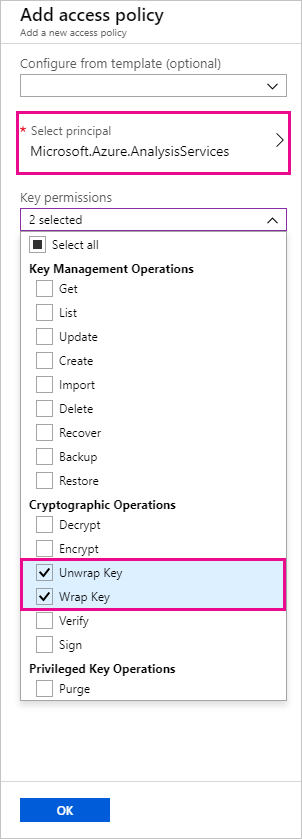 Add access policy
Add a new access policy
Configure from template (optional)
* Select principal
Microsoft.Azure.AnalysisServices
Key permissions
2 selected
Select all
Key Management Operations
Get
List
Update
Create
Import
Delete
Recover
Backup
Restore
Cryptographic Operations
Decrypt
Encrypt
Unwrap Key
Wrap Key
Verify
Sign
Privileged Key Operations
Purge
OK